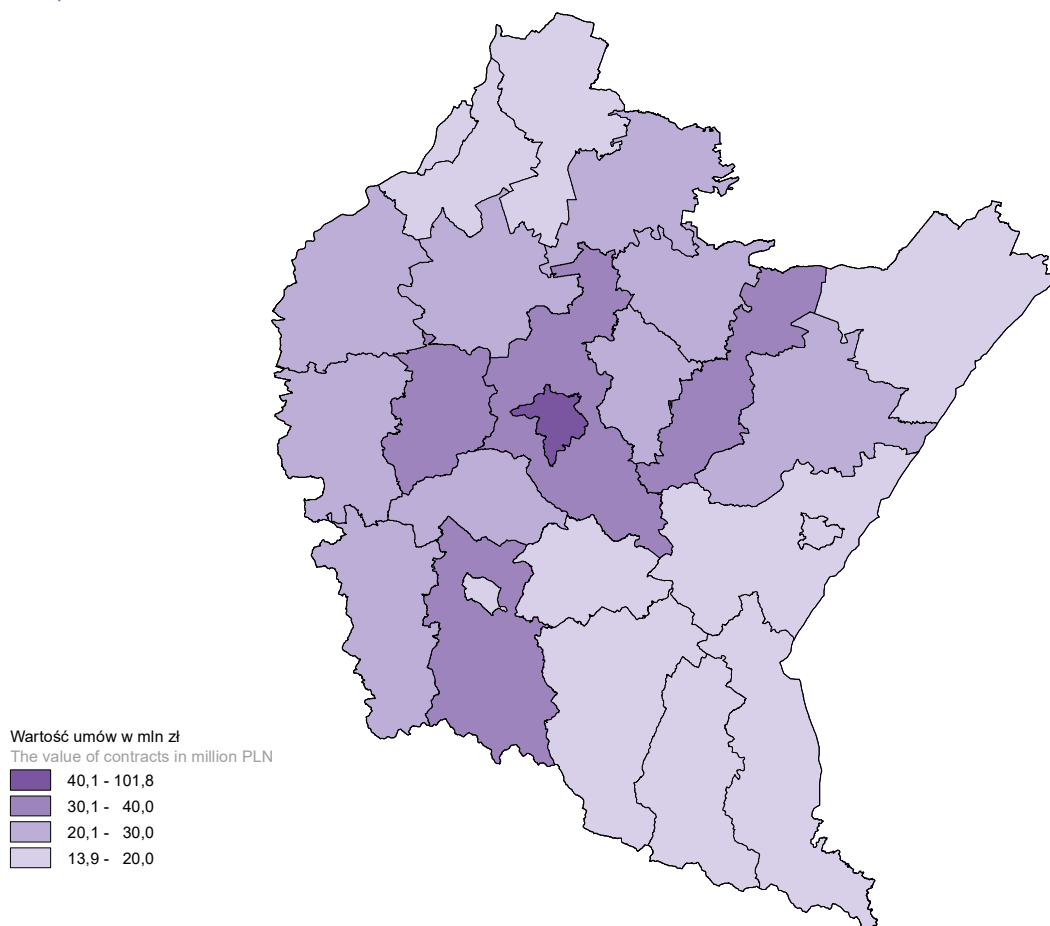 Wartość umów w mln zł
The value of contracts in million PLN
40,1 - 101,8
30,1 - 40,0
20,1 - 30,0
13,9 - 20,0